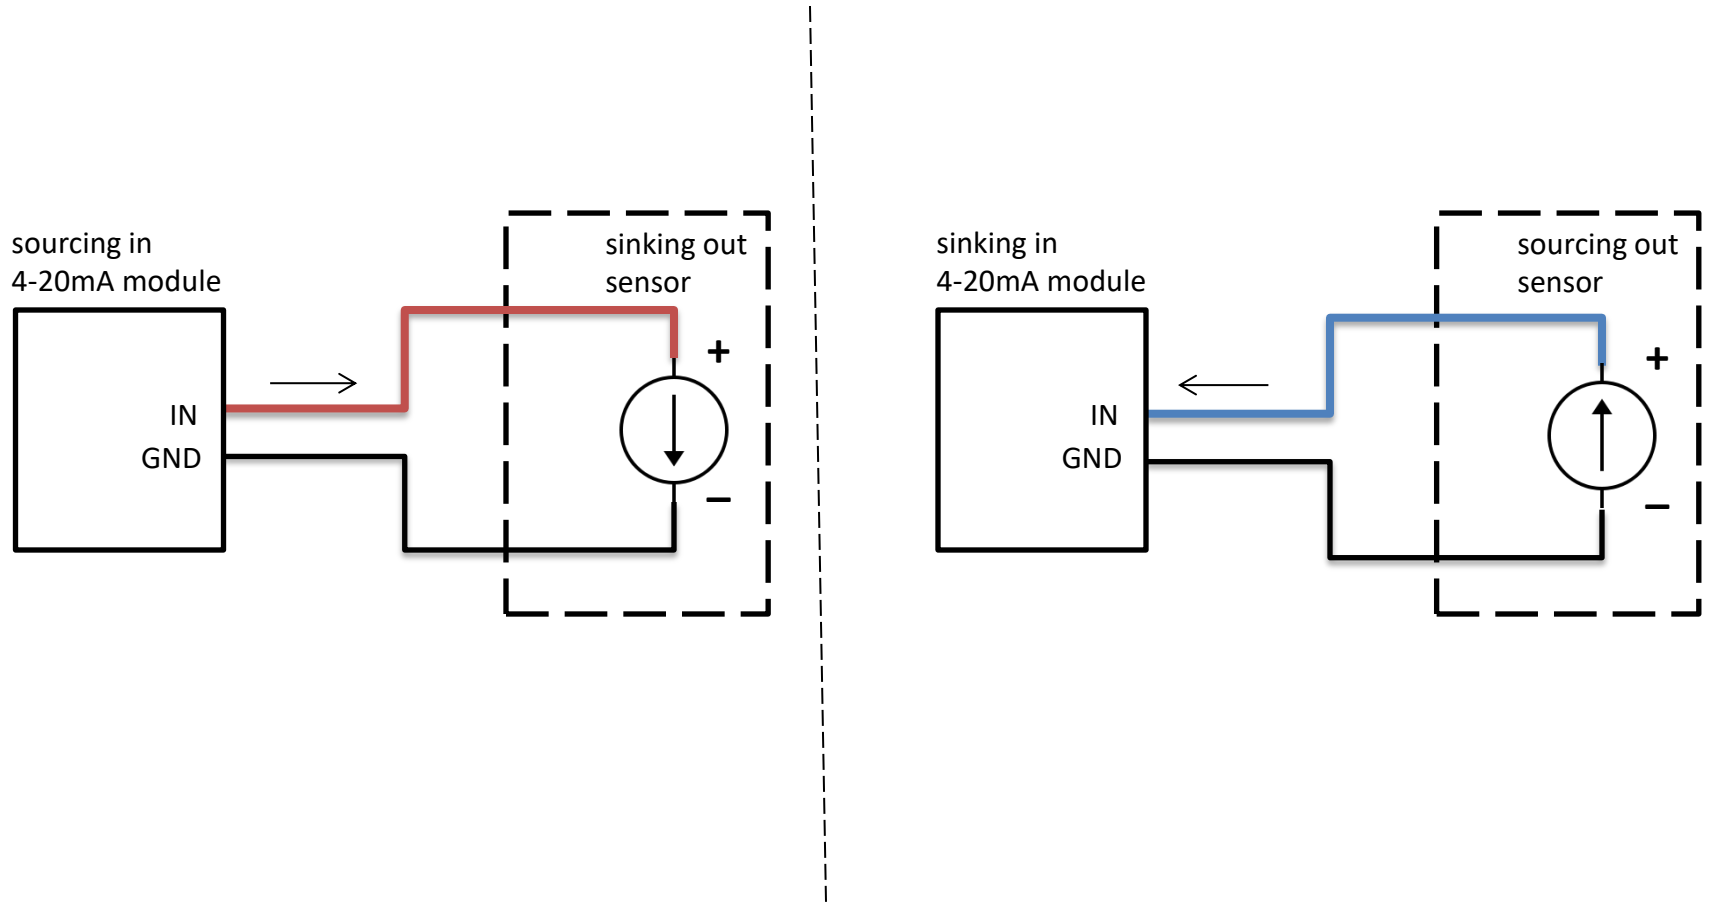 sourcing in
4-20mA module
IN
GND
sinking out
sensor
+
–
sinking in
4-20mA module
IN
GND
sourcing out
sensor
+
–